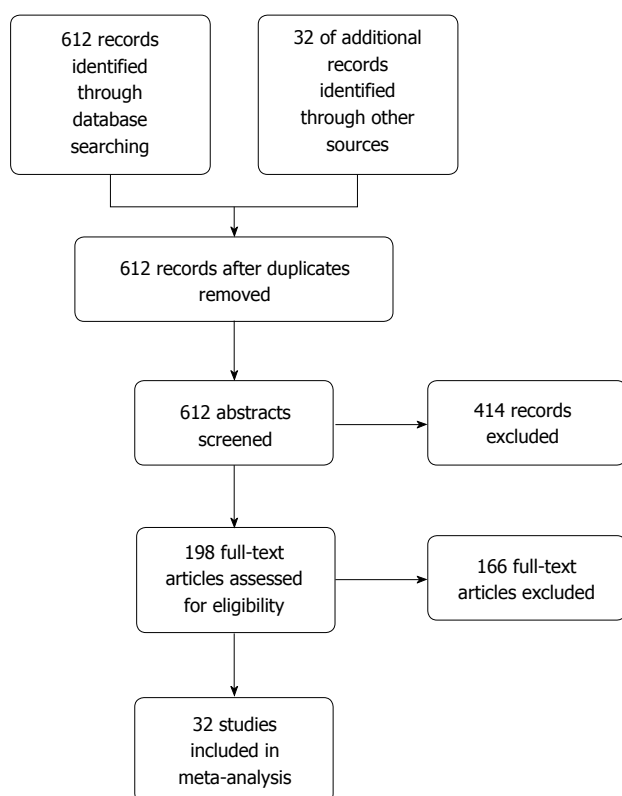 612 records
identified
through
database
searching
32 of additional
records
identified
through other
sources
612 records after duplicates
removed
612 abstracts
screened
414 records
excluded
198 full-text
articles assessed
for eligibility
166 full-text
articles excluded
32 studies
included in
meta-analysis